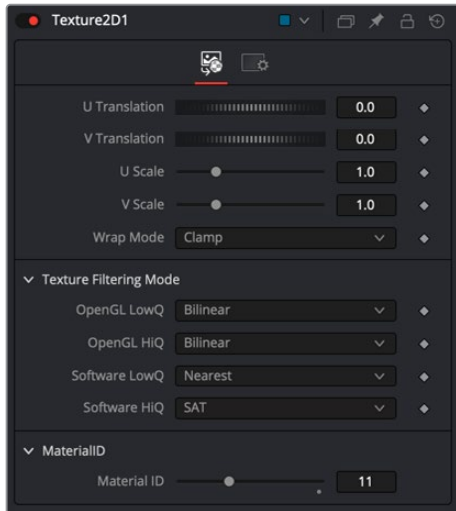 Texture2D1
U Translation 0.0
V Translation 0.0
U Scale 1.0
V Scale 1.0
Wrap Mode Clamp
Texture Filtering Mode
OpenGL LowQ Bilinear
OpenGL HiQ Bilinear
Software LowQ Nearest
Software HiQ SAT
MaterialID
Material ID 11